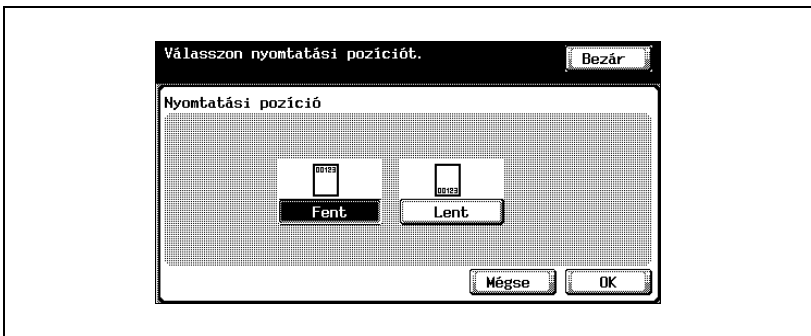 Válasszon nyomtatási pozíciót.
Bezár
Nyomtatási pozíció
00123
00123
Fent
Lent
Mégse
OK